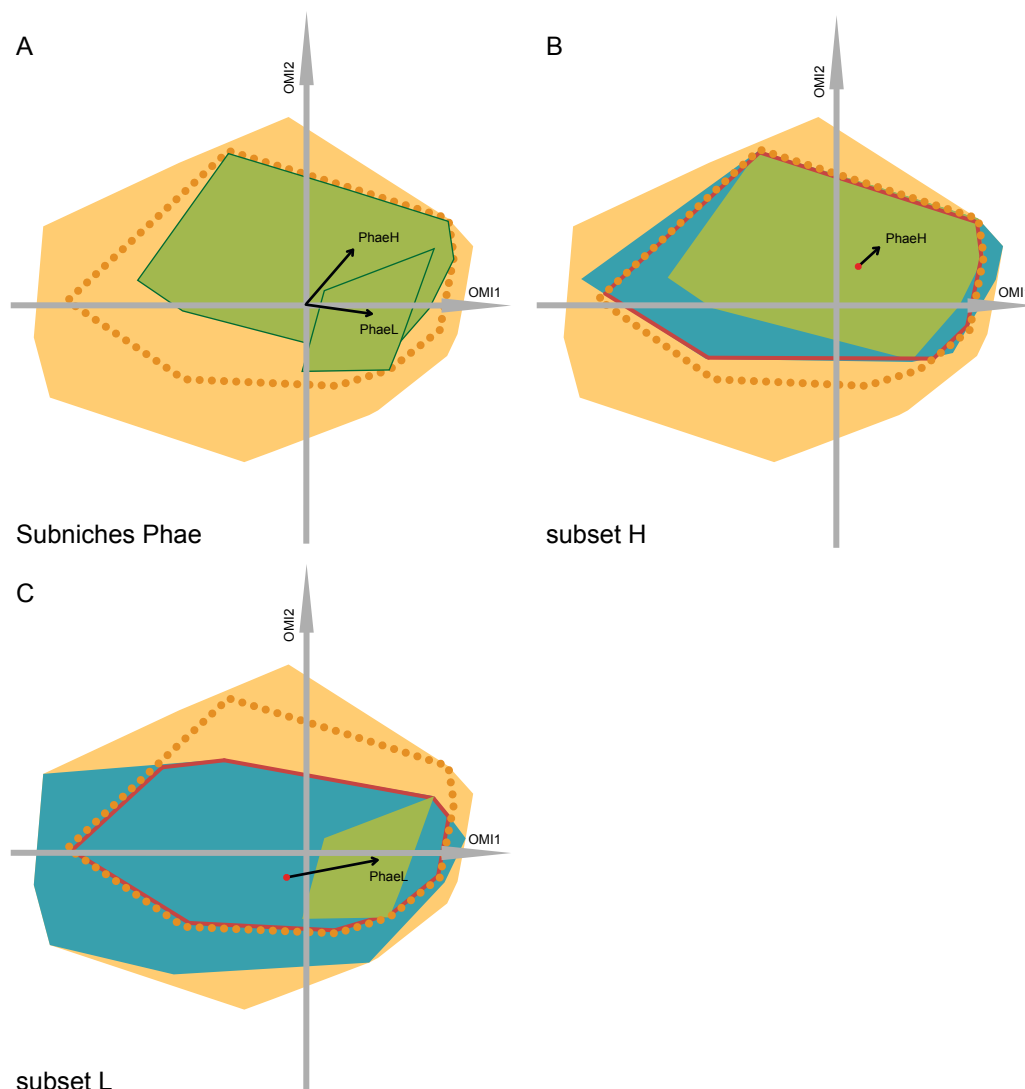 A
OMI2
PhaeH
OMI1
PhaeL
Subniches Phae
B
OMI2
PhaeH
OMI
subset H
C
OMI2
OMI1
PhaeL
subset L